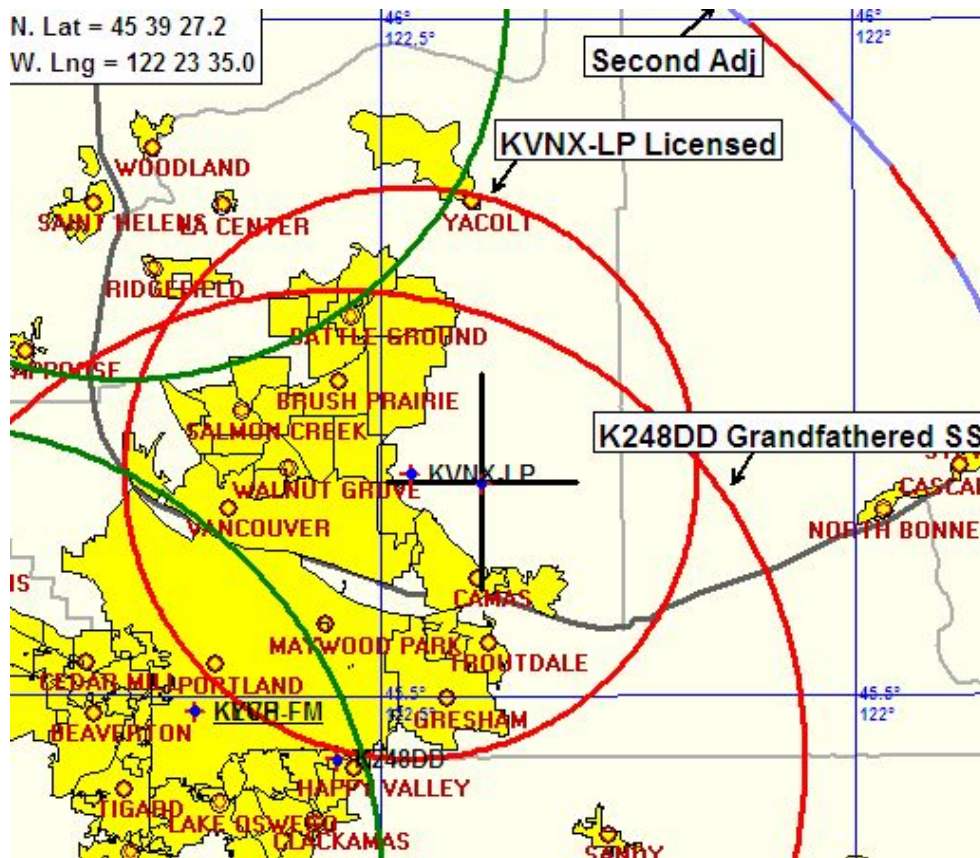 N. Lat = 45 39 27.2
W. Lng = 122 23 35.0
46°
122.5°
46°
122°
Second Adj
KVNX-LP Licensed
WOODLAND
SAINT HELENS
LA CENTER
YACOLT
RIDGEFIELD
BATTLE GROUND
BRUSH PRAIRIE
SALMON CREEK
K248DD Grandfathered SS
KVNX-LP
WALNUT GROVE
VANCOUVER
NORTH BONNE
CAMAS
MAYWOOD PARK
TROUTDALE
CEDAR MILL
PORTLAND
45.5°
122.5°
45.5°
122°
GRESHAM
BEAVERTON
K248DD
HAPPY VALLEY
TIGARD
LAKE OSWEGO
CLACKAMAS
SANDY